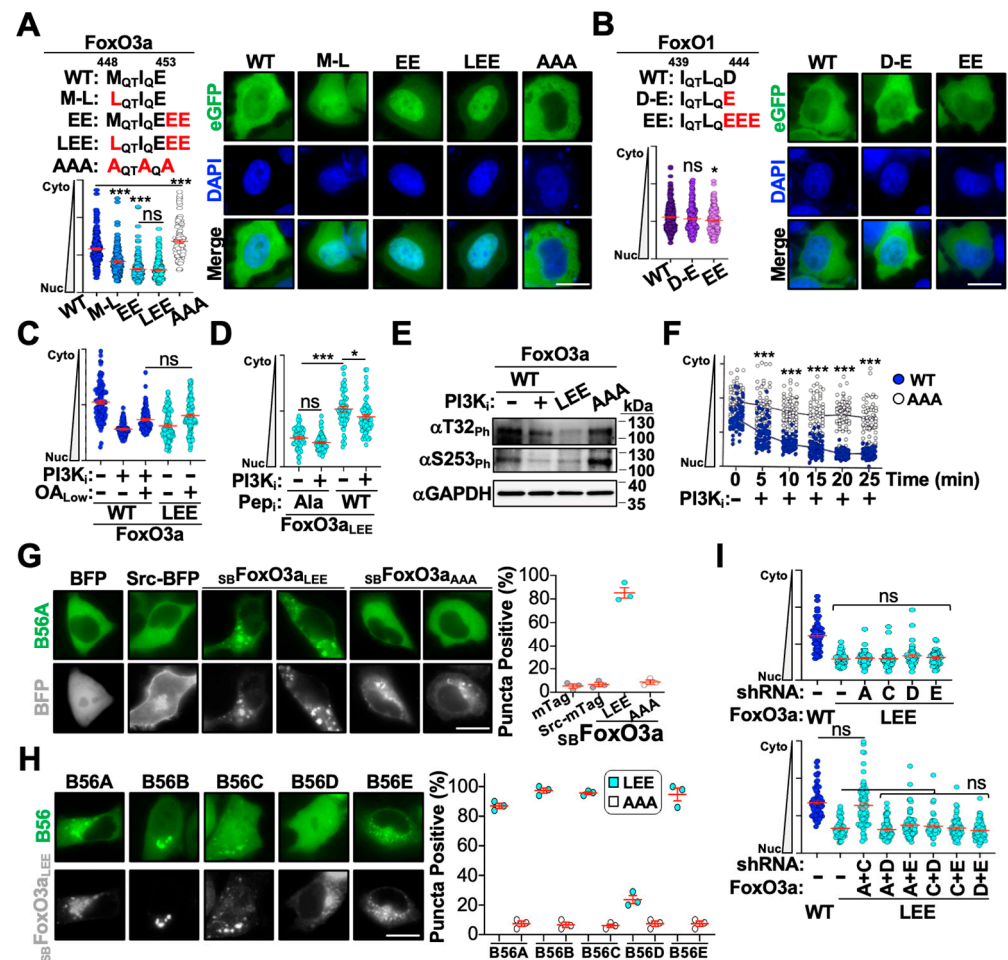 A
FoxO3a
448 453
WT: MQTIQE
M-L: LQTIQE
EE: MQTIQEEE
LEE: LQTIQEEE
AAA: AQTAQA
Cyto
Nuc
*** *** ns ***
WT M-L EE LEE AAA
WT M-L EE LEE AAA
eGFP
DAPI
Merge
B
FoxO1
439 444
WT: IQTLQD
D-E: IQTLQE
EE: IQTLQEEE
ns *
WT D-E EE
WT D-E EE
eGFP
DAPI
Merge
C
Cyto
Nuc
ns
PI3Ki: − + + − −
OALow: − − + − +
WT LEE
FoxO3a
D
Cyto
Nuc
ns *** *
PI3Ki: − + − +
Pepi: Ala WT
FoxO3aLEE
E
FoxO3a
WT LEE AAA
PI3Ki: − +
kDa
αT32Ph
130
100
αS253Ph
130
100
αGAPDH
40
35
F
Cyto
Nuc
*** *** *** *** ***
WT
AAA
0 5 10 15 20 25 Time (min)
PI3Ki: − + + + + +
G
BFP Src-BFP SBFoxO3aLEE SBFoxO3aAAA
B56A
BFP
Puncta Positive (%)
100
80
60
40
20
0
mTag Src-mTag LEE AAA
SBFoxO3a
H
B56A B56B B56C B56D B56E
B56
SBFoxO3aLEE
Puncta Positive (%)
100
80
60
40
20
0
LEE
AAA
B56A B56B B56C B56D B56E
I
Cyto
Nuc
ns
shRNA: − − A C D E
FoxO3a: WT LEE
Cyto
Nuc
ns
ns
shRNA: − − A+C A+D A+E C+D C+E D+E
FoxO3a:
WT LEE